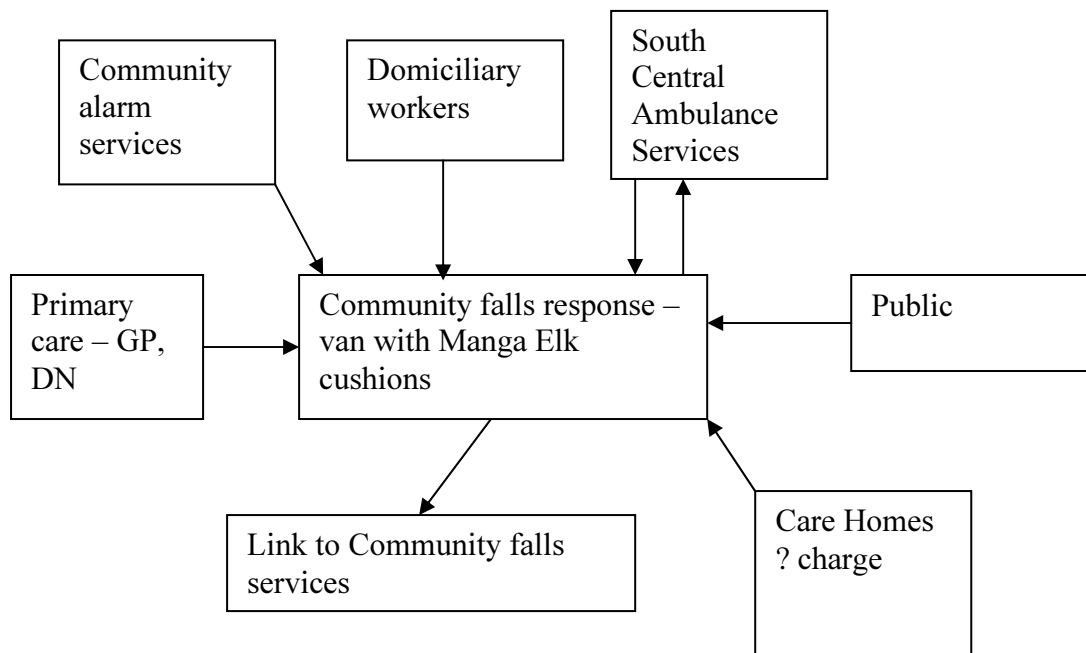 Community
alarm
services
Domiciliary
workers
South
Central
Ambulance
Services
Primary
care – GP,
DN
Community falls response –
van with Manga Elk
cushions
Public
Link to Community falls
services
Care Homes
? charge